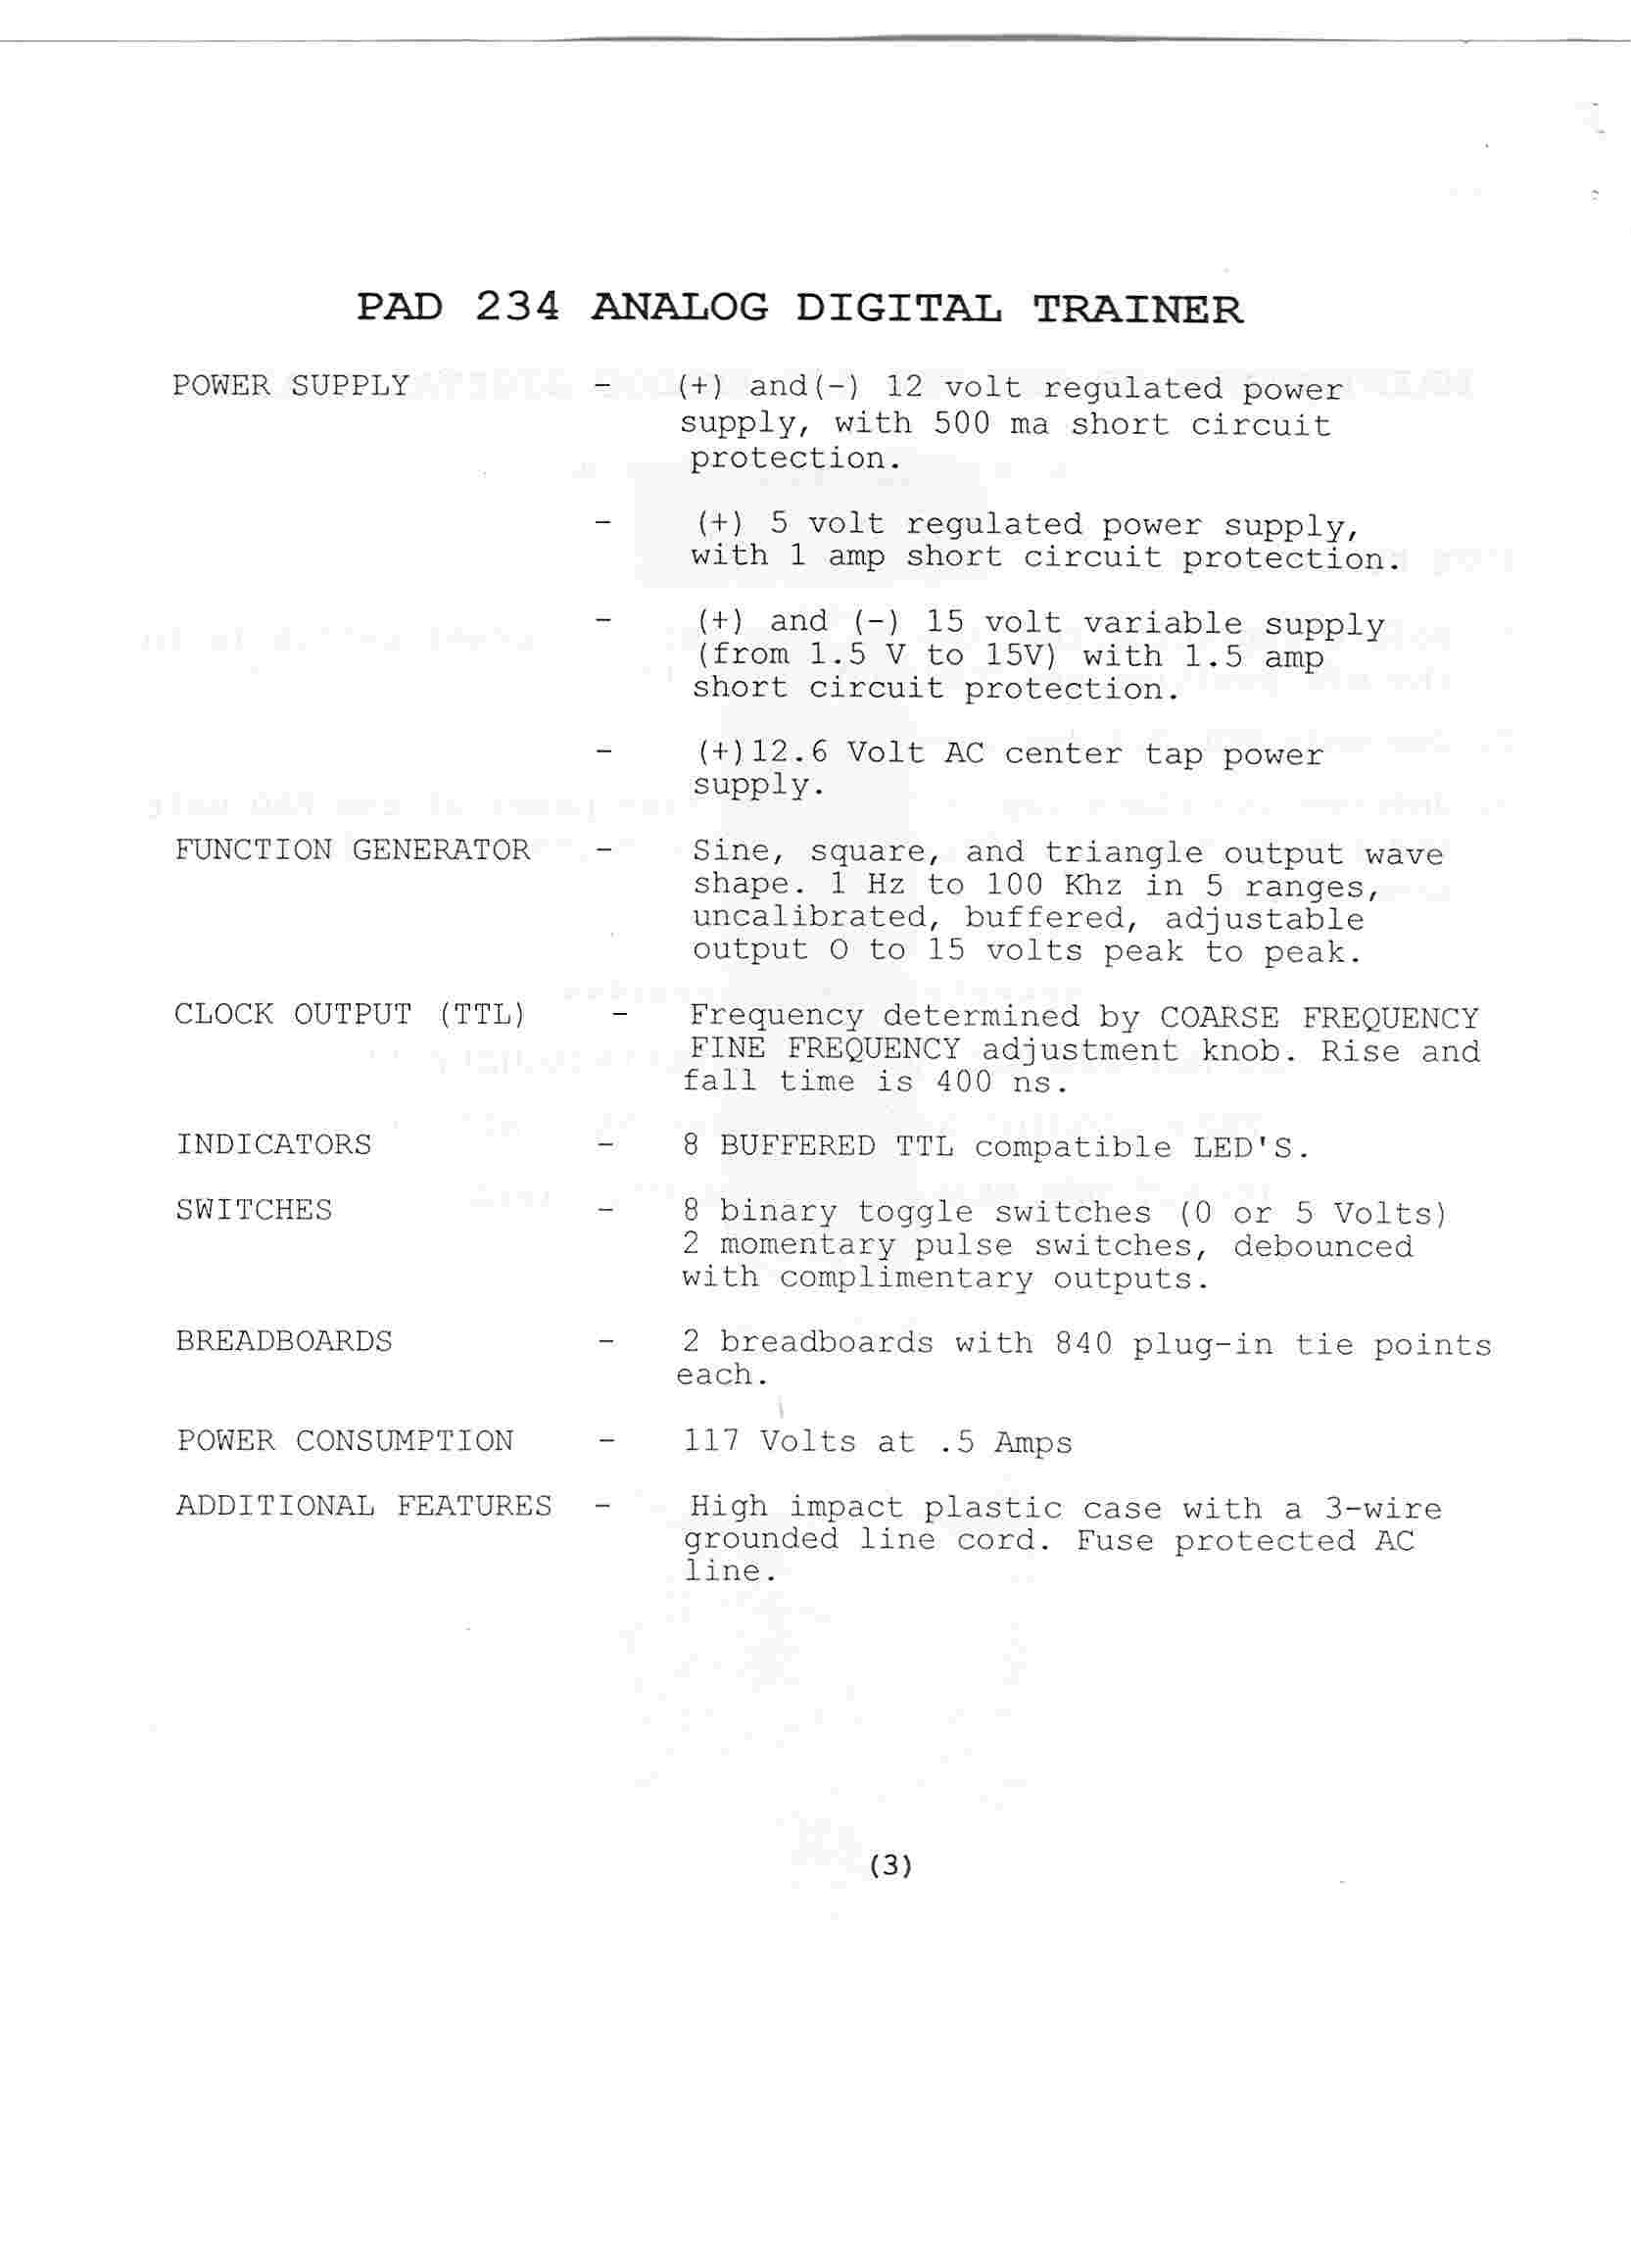 PAD 234 ANALOG DIGITAL TRAINER
POWER SUPPLY - (+) and(-) 12 volt regulated power
supply, with 500 ma short circuit
protection.
- (+) 5 volt regulated power supply,
with 1 amp short circuit protection.
- (+) and (-) 15 volt variable supply
(from 1.5 V to 15V) with 1.5 amp
short circuit protection.
- (+)12.6 Volt AC center tap power
supply.
FUNCTION GENERATOR - Sine, square, and triangle output wave
shape. 1 Hz to 100 Khz in 5 ranges,
uncalibrated, buffered, adjustable
output O to 15 volts peak to peak.
CLOCK OUTPUT (TTL) - Frequency determined by COARSE FREQUENCY
FINE FREQUENCY adjustment knob. Rise and
fall time is 400 ns.
INDICATORS - 8 BUFFERED TTL compatible LED'S.
SWITCHES - 8 binary toggle switches (0 or 5 Volts)
2 momentary pulse switches, debounced
with complimentary outputs.
BREADBOARDS - 2 breadboards with 840 plug-in tie points
each.
POWER CONSUMPTION - 117 Volts at .5 Amps
ADDITIONAL FEATURES - High impact plastic case with a 3-wire
grounded line cord. Fuse protected AC
line.
(3)